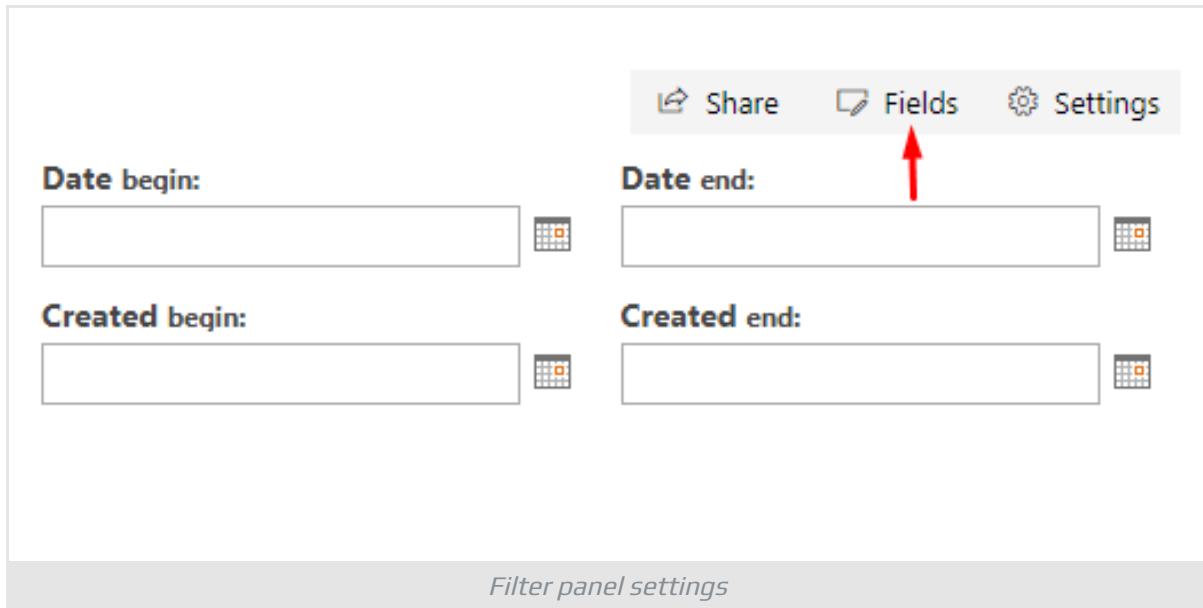 Share Fields Settings
Date begin: Date end:
Created begin: Created end:
Filter panel settings